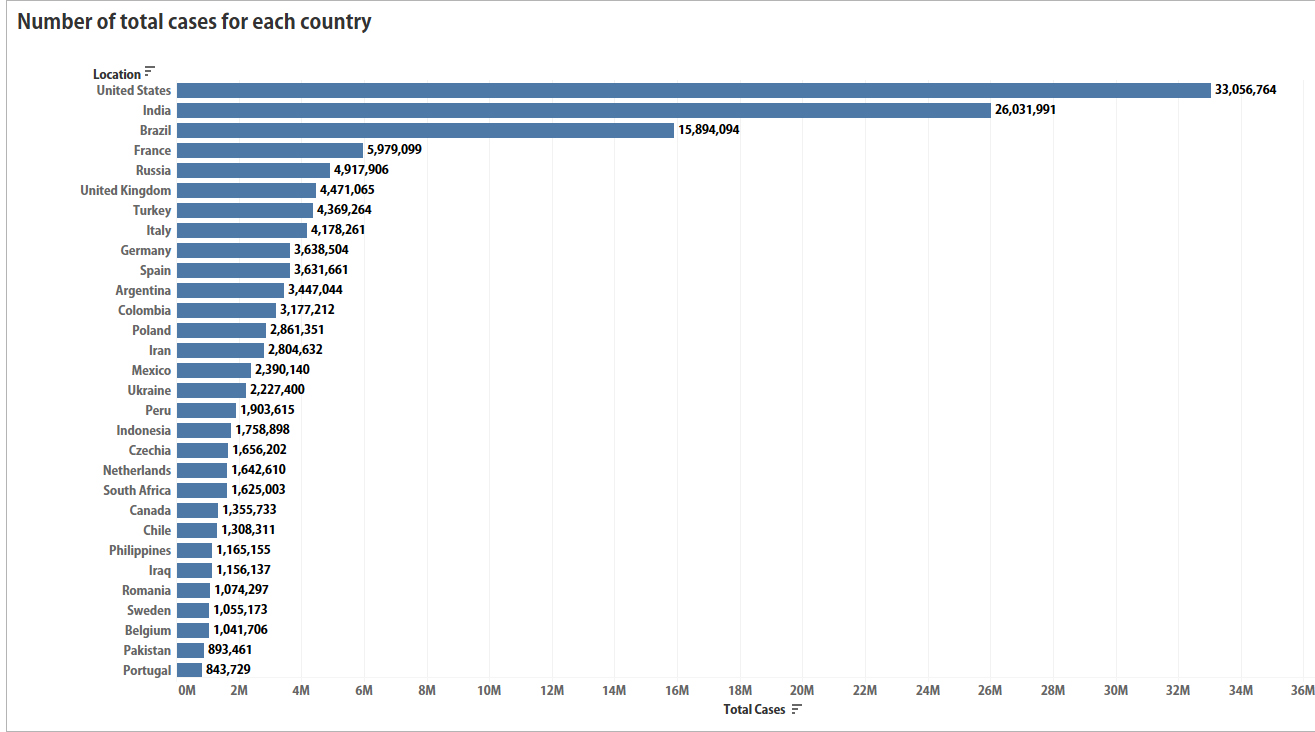 Number of total cases for each country
Location
United States 33,056,764
India 26,031,991
Brazil 15,894,094
France 5,979,099
Russia 4,917,906
United Kingdom 4,471,065
Turkey 4,369,264
Italy 4,178,261
Germany 3,638,504
Spain 3,631,661
Argentina 3,447,044
Colombia 3,177,212
Poland 2,861,351
Iran 2,804,632
Mexico 2,390,140
Ukraine 2,227,400
Peru 1,903,615
Indonesia 1,758,898
Czechia 1,656,202
Netherlands 1,642,610
South Africa 1,625,003
Canada 1,355,733
Chile 1,308,311
Philippines 1,165,155
Iraq 1,156,137
Romania 1,074,297
Sweden 1,055,173
Belgium 1,041,706
Pakistan 893,461
Portugal 843,729
0M 2M 4M 6M 8M 10M 12M 14M 16M 18M 20M 22M 24M 26M 28M 30M 32M 34M 36M
Total Cases